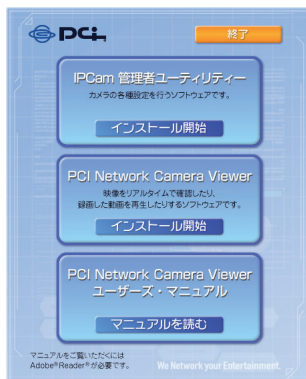 PCi
終了
IPCam 管理者ユーティリティー
カメラの各種設定を行うソフトウェアです。
インストール開始
PCI Network Camera Viewer
映像をリアルタイムで確認したり、
録画した動画を再生したりするソフトウェアです。
インストール開始
PCI Network Camera Viewer
ユーザーズ・マニュアル
マニュアルを読む
マニュアルをご覧いただくには
Adobe®Reader®が必要です。
We Network your Entertainment.